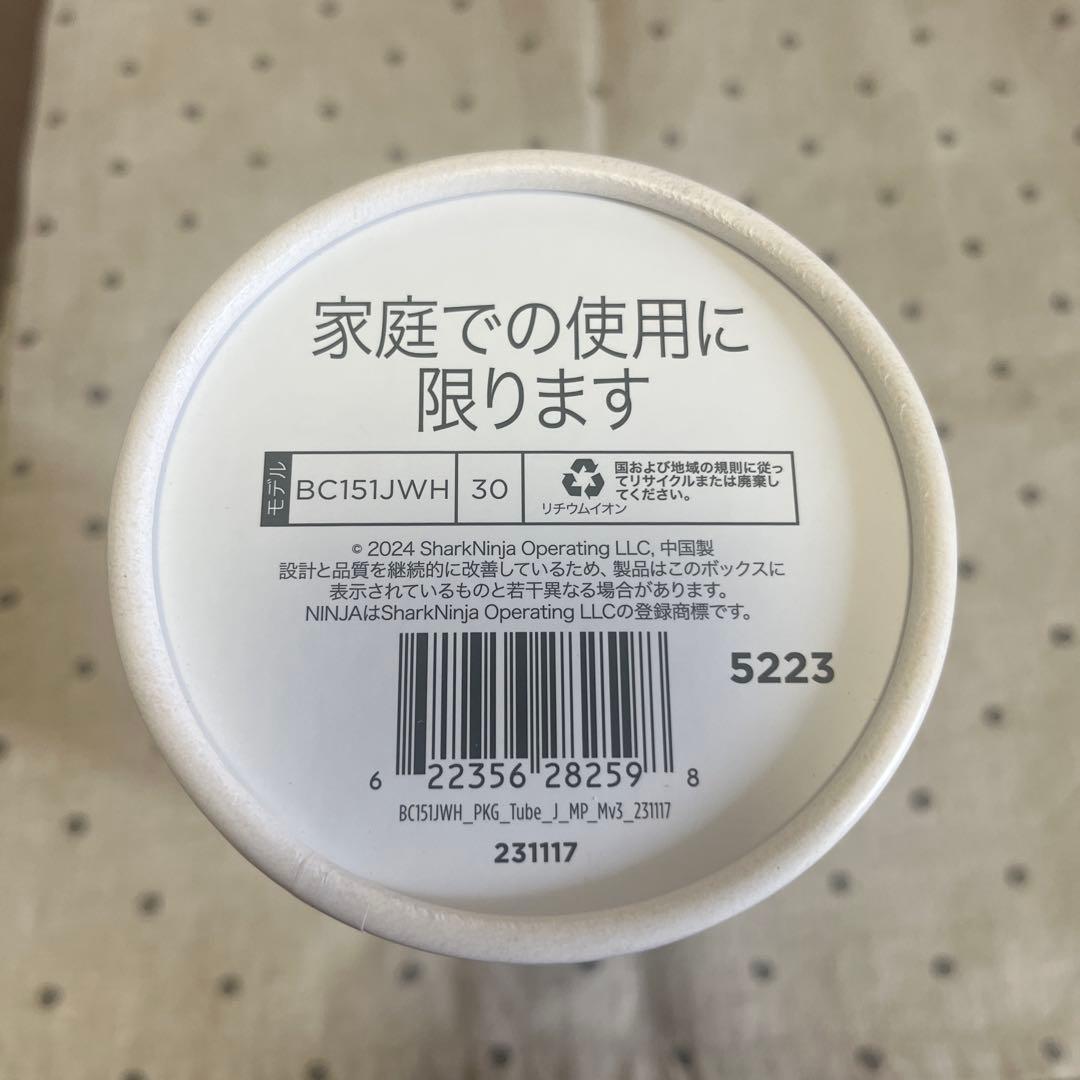 家庭での使用に
限ります
モデル
BC151JWH
30
リチウムイオン
国および地域の規則に従っ
てリサイクルまたは廃棄し
てください。
© 2024 SharkNinja Operating LLC, 中国製
設計と品質を継続的に改善しているため、製品はこのボックスに
表示されているものと若干異なる場合があります。
NINJAはSharkNinja Operating LLCの登録商標です。
5223
6 22356 28259 8
BC151JWH_PKG_Tube_J_MP_Mv3_231117
231117